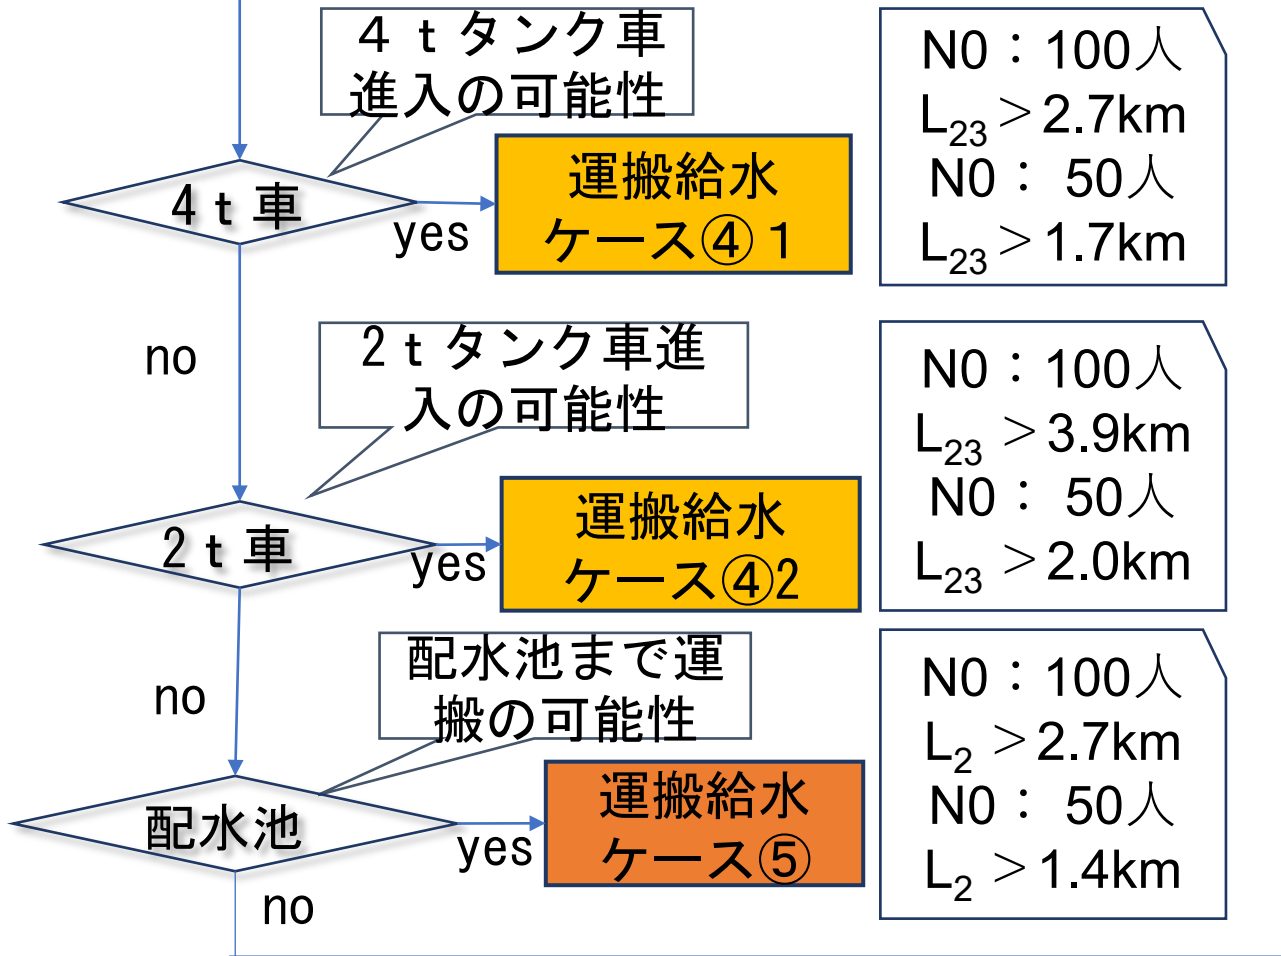 ４ｔタンク車
進入の可能性
N0：100人
L23＞2.7km
N0： 50人
L23＞1.7km
4ｔ車
yes
運搬給水
ケース④１
no
2ｔタンク車進
入の可能性
N0：100人
L23 ＞3.9km
N0： 50人
L23 ＞2.0km
2ｔ車
yes
運搬給水
ケース④2
no
配水池まで運
搬の可能性
N0：100人
L2 ＞2.7km
N0： 50人
L2 ＞1.4km
配水池
yes
運搬給水
ケース⑤
no